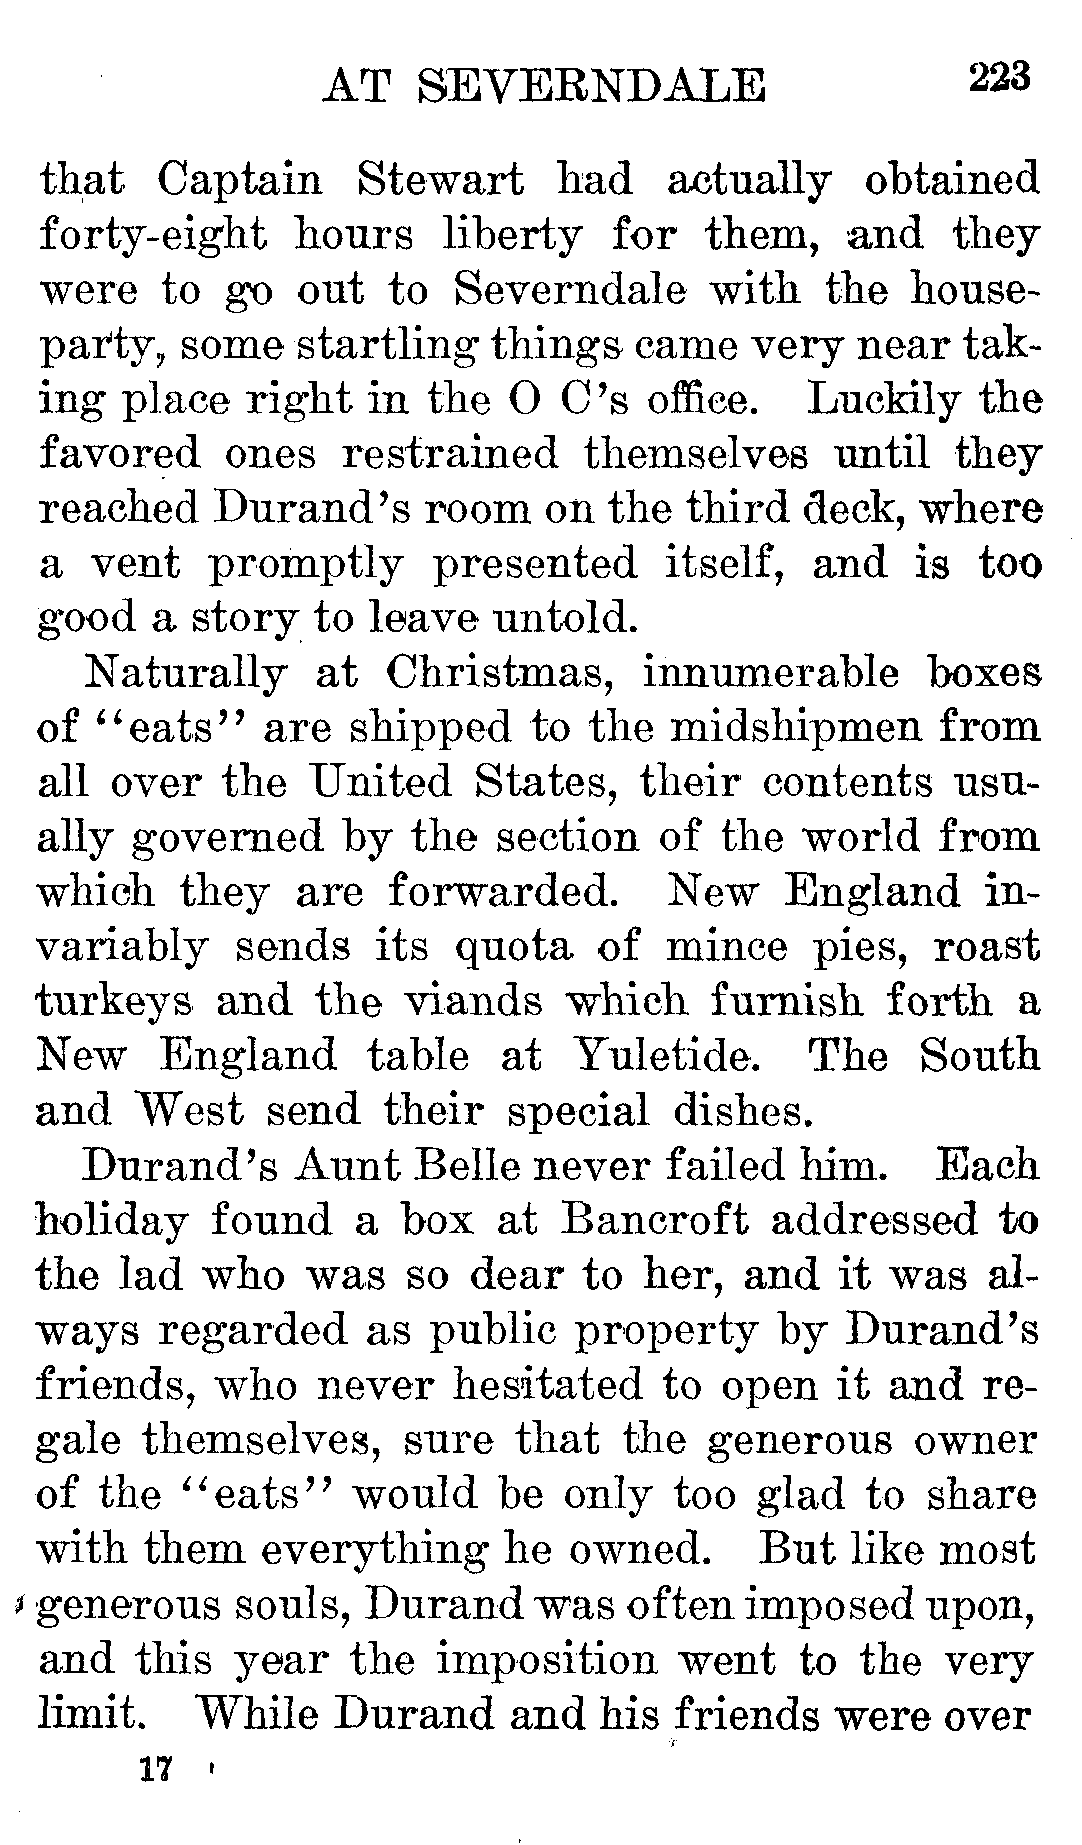 AT SEVERNDALE 223
that Captain Stewart had actually obtained
forty-eight hours liberty for them, and they
were to go out to Severndale with the house-
party, some startling things came very near tak-
ing place right in the O C's office. Luckily the
favored ones restrained themselves until they
reached Durand's room on the third deck, where
a vent promptly presented itself, and is too
good a story to leave untold.
Naturally at Christmas, innumerable boxes
of "eats" are shipped to the midshipmen from
all over the United States, their contents usu-
ally governed by the section of the world from
which they are forwarded. New England in-
variably sends its quota of mince pies, roast
turkeys and the viands which furnish forth a
New England table at Yuletide. The South
and West send their special dishes.
Durand's Aunt Belle never failed him. Each
holiday found a box at Bancroft addressed to
the lad who was so dear to her, and it was al-
ways regarded as public property by Durand's
friends, who never hesitated to open it and re-
gale themselves, sure that the generous owner
of the "eats" would be only too glad to share
with them everything he owned. But like most
generous souls, Durand was often imposed upon,
and this year the imposition went to the very
limit. While Durand and his friends were over
17